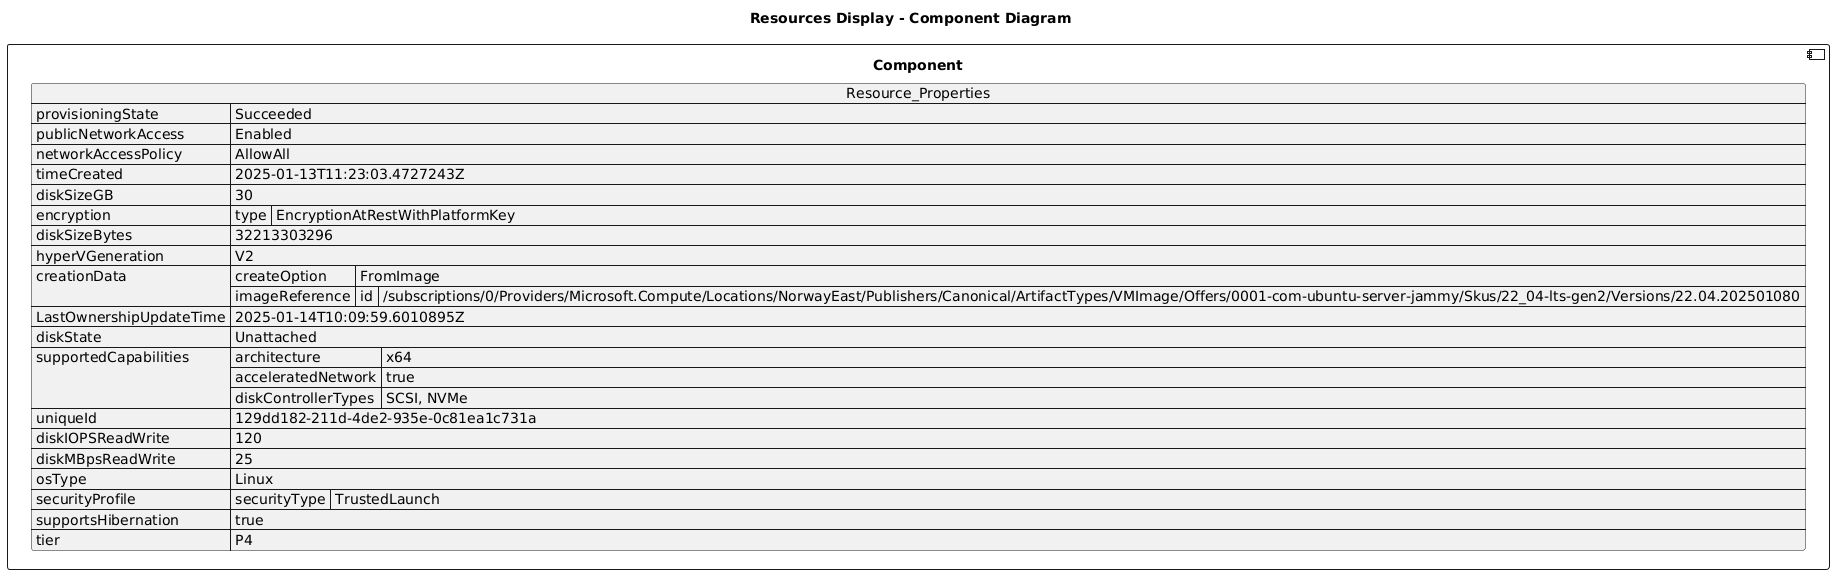 Resources Display - Component Diagram
Component
Resource_Properties
provisioningState Succeeded
publicNetworkAccess Enabled
networkAccessPolicy AllowAll
timeCreated 2025-01-13T11:23:03.4727243Z
diskSizeGB 30
encryption type EncryptionAtRestWithPlatformKey
diskSizeBytes 32213303296
hyperVGeneration V2
creationData createOption FromImage
imageReference id /subscriptions/0/Providers/Microsoft.Compute/Locations/NorwayEast/Publishers/Canonical/ArtifactTypes/VMImage/Offers/0001-com-ubuntu-server-jammy/Skus/22_04-lts-gen2/Versions/22.04.202501080
LastOwnershipUpdateTime 2025-01-14T10:09:59.6010895Z
diskState Unattached
supportedCapabilities architecture x64
acceleratedNetwork true
diskControllerTypes SCSI, NVMe
uniqueId 129dd182-211d-4de2-935e-0c81ea1c731a
diskIOPSReadWrite 120
diskMBpsReadWrite 25
osType Linux
securityProfile securityType TrustedLaunch
supportsHibernation true
tier P4